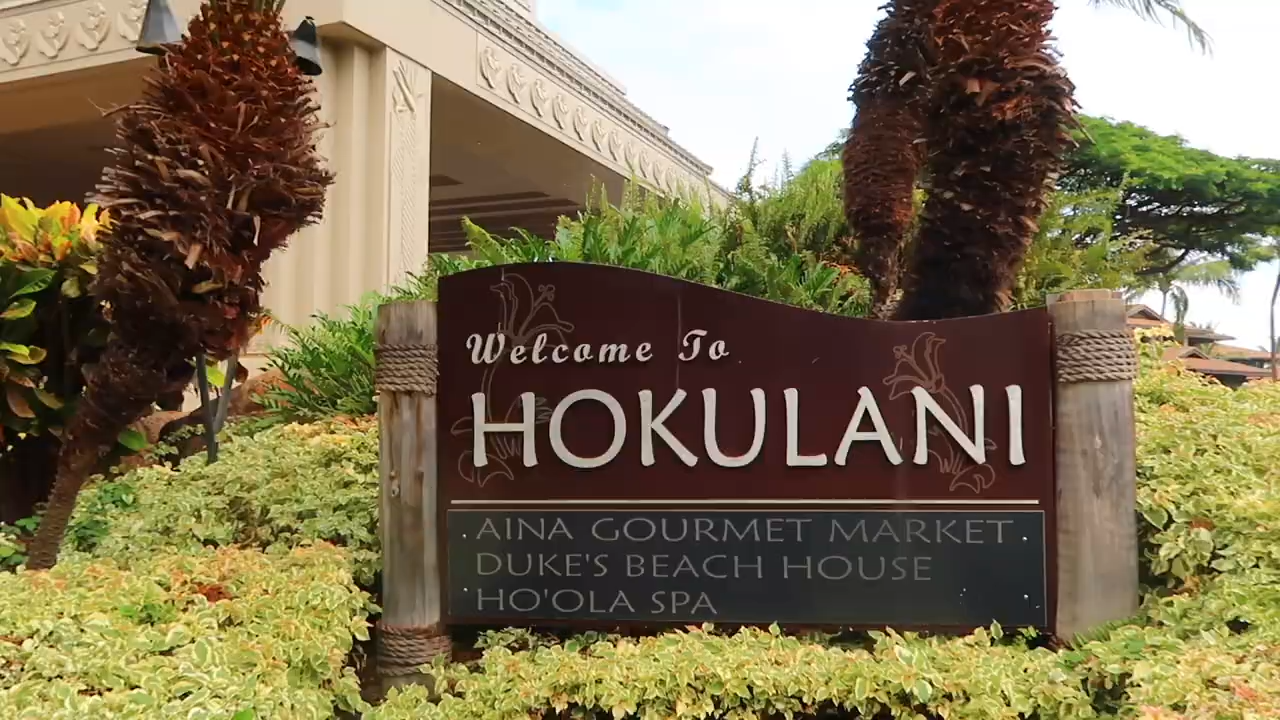 Welcome To
HOKULANI
AINA GOURMET MARKET
DUKE'S BEACH HOUSE
HO'OLA SPA